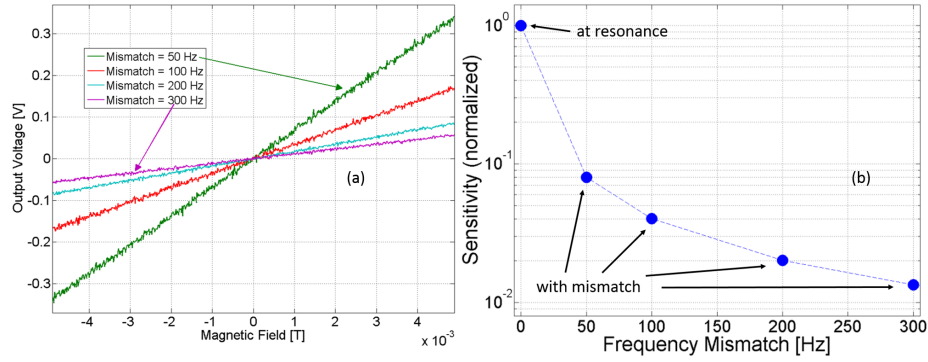 0.3
0.2
0.1
0
-0.1
-0.2
-0.3
Output Voltage [V]
Mismatch = 50 Hz
Mismatch = 100 Hz
Mismatch = 200 Hz
Mismatch = 300 Hz
(a)
-4 -3 -2 -1 0 1 2 3 4
Magnetic Field [T]
x 10⁻³
10⁰
10⁻¹
10⁻²
Sensitivity (normalized)
at resonance
(b)
with mismatch
0 50 100 150 200 250 300
Frequency Mismatch [Hz]